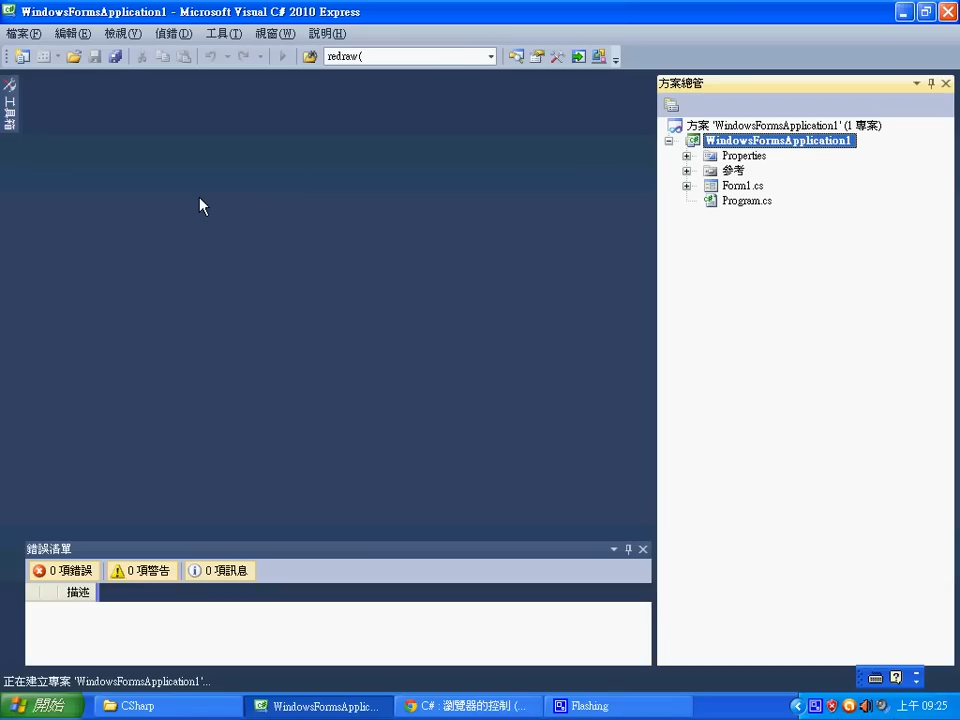 WindowsFormsApplication1 - Microsoft Visual C# 2010 Express
檔案(F) 編輯(E) 檢視(V) 偵錯(D) 工具(T) 視窗(W) 說明(H)
redraw(
工具箱
方案總管
方案 'WindowsFormsApplication1' (1 專案)
WindowsFormsApplication1
Properties
參考
Form1.cs
Program.cs
錯誤清單
0 項錯誤 0 項警告 0 項訊息
描述
正在建立專案 'WindowsFormsApplication1'...
開始 CSharp WindowsFormsApplic... C# : 瀏覽器的控制 (... Flashing 上午 09:25